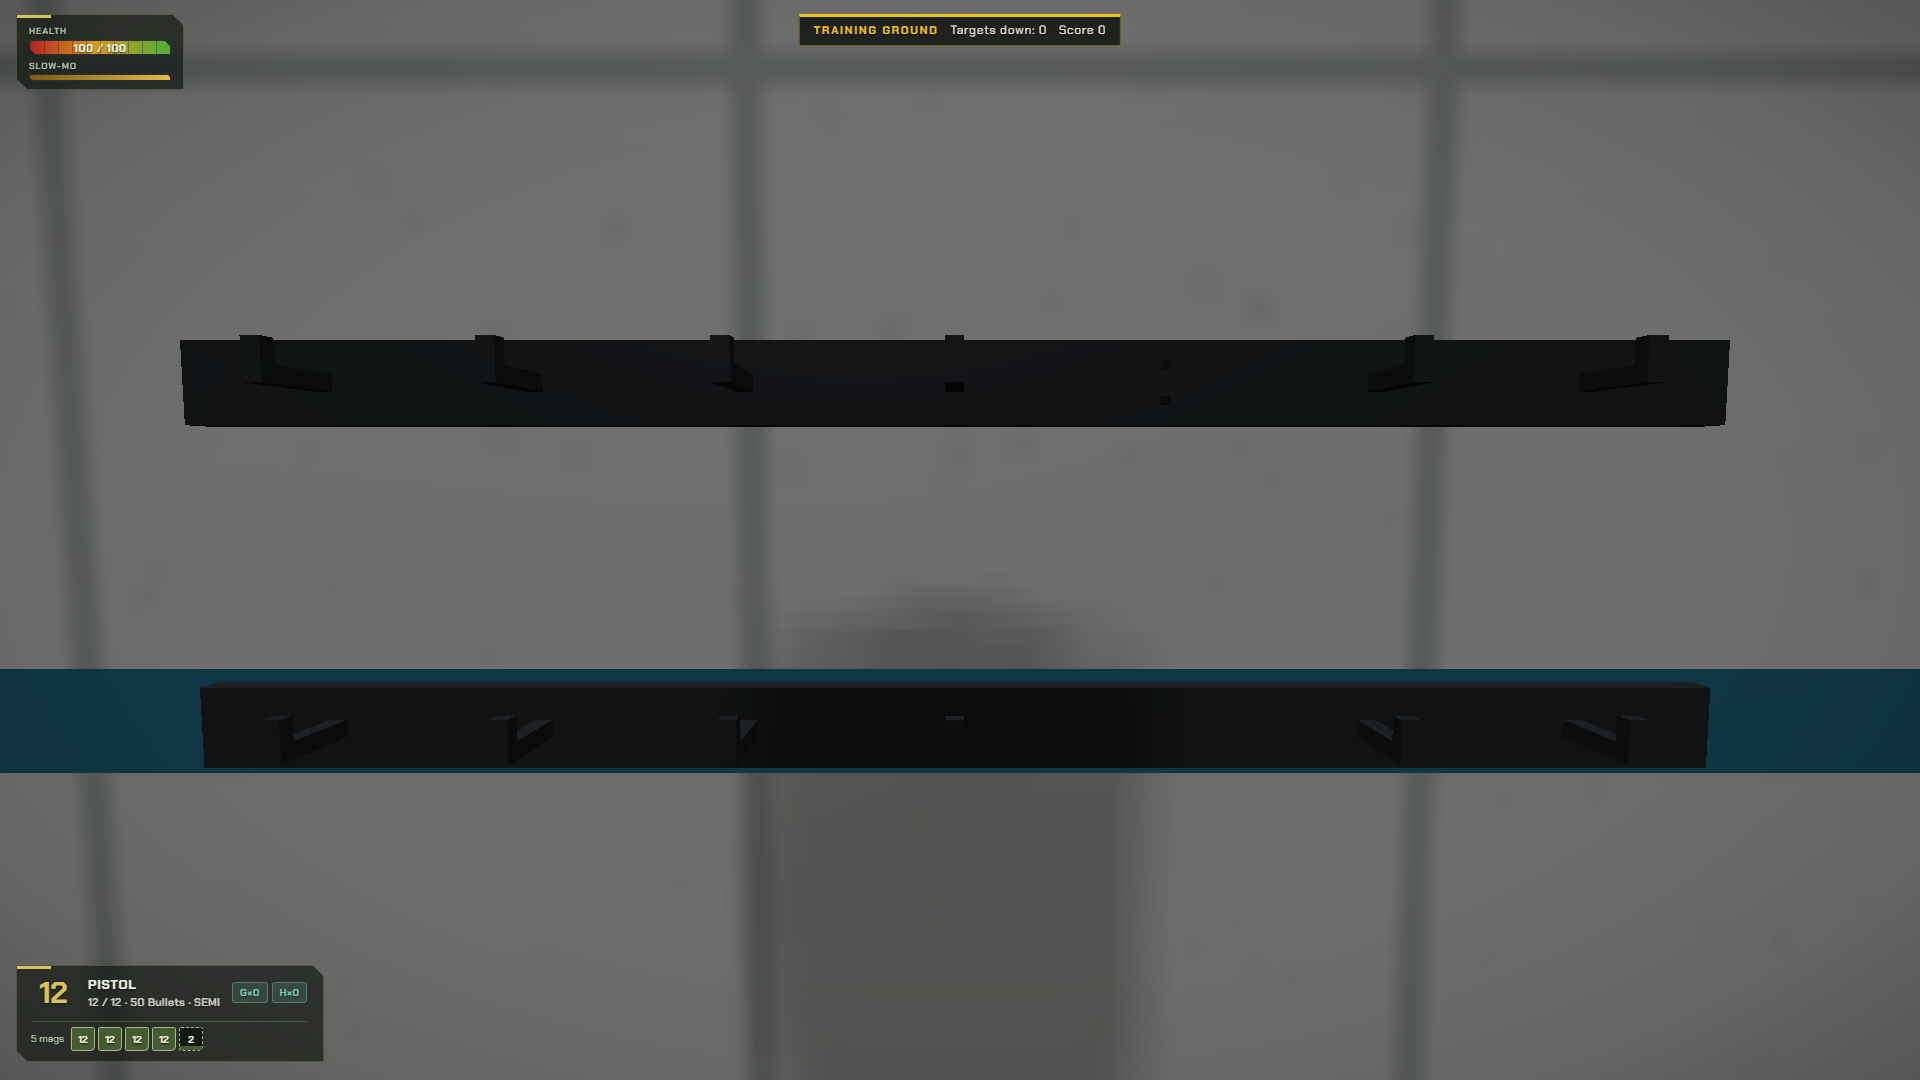 HEALTH
100 / 100
SLOW-MO
TRAINING GROUND Targets down: 0 Score 0
12 PISTOL
12 / 12 · 50 Bullets · SEMI
G×0 H×0
5 mags 12 12 12 12 2